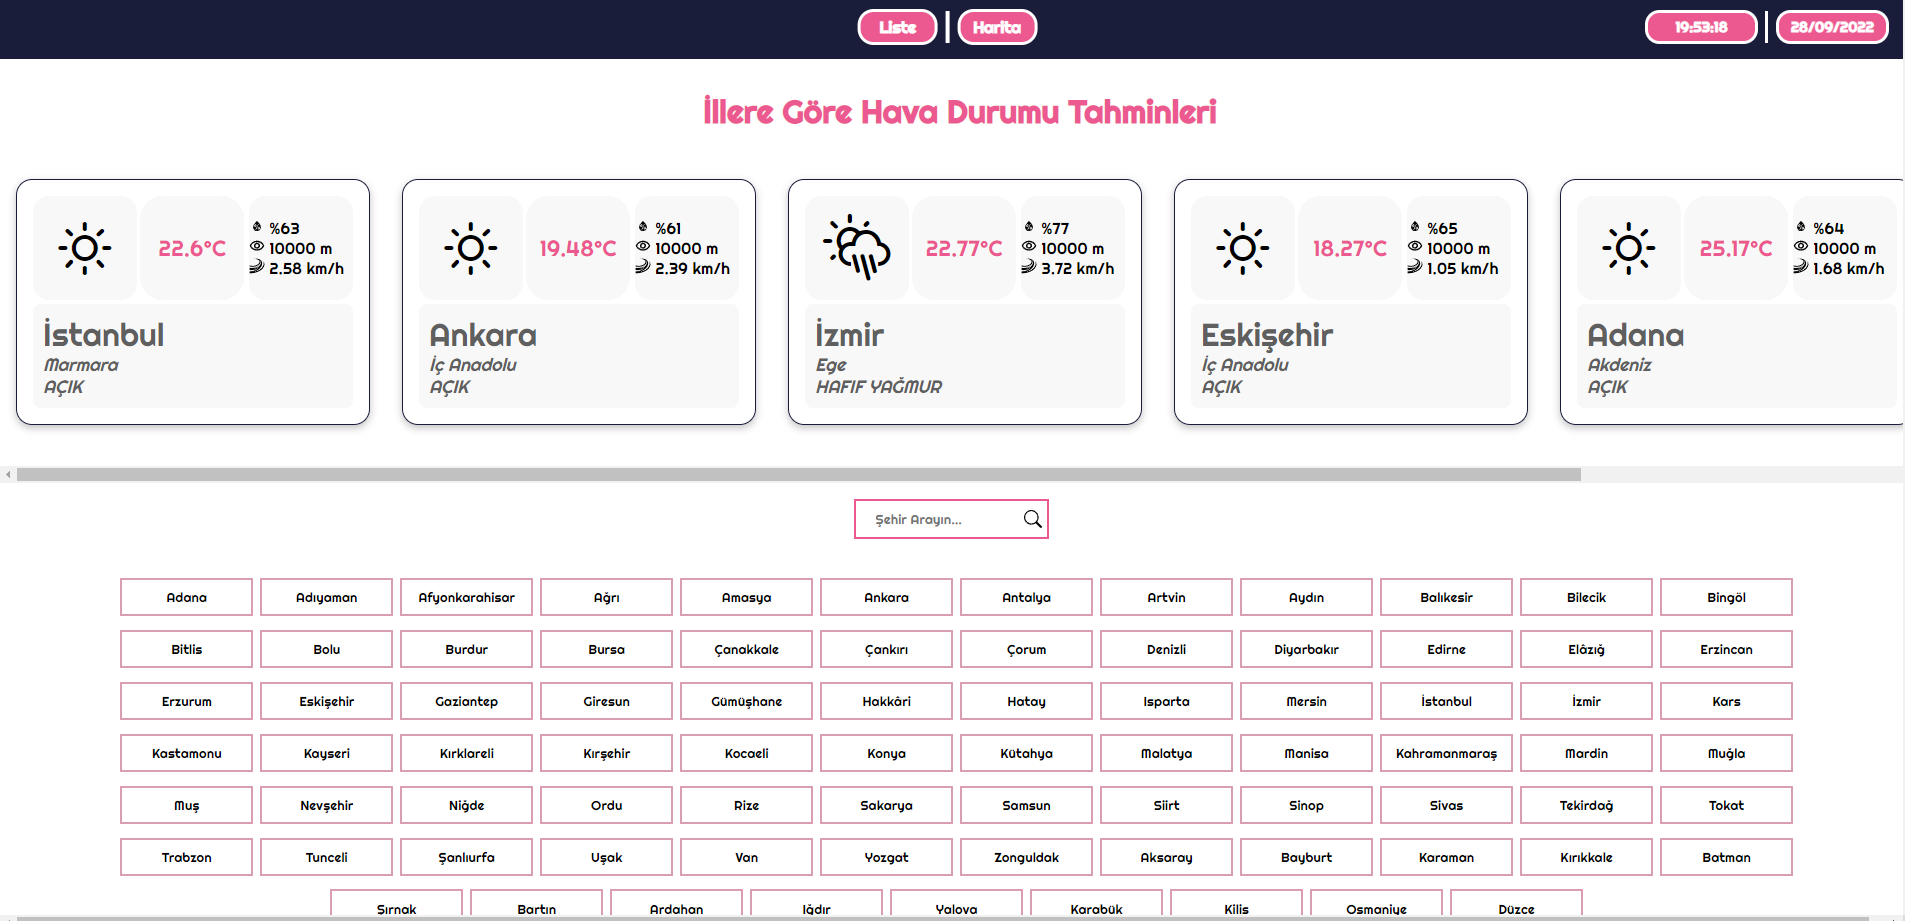 Liste Harita 19:53:18 28/09/2022
İllere Göre Hava Durumu Tahminleri
22.6°C
%63
10000 m
2.58 km/h
İstanbul
Marmara
AÇIK
19.48°C
%61
10000 m
2.39 km/h
Ankara
İç Anadolu
AÇIK
22.77°C
%77
10000 m
3.72 km/h
İzmir
Ege
HAFIF YAĞMUR
18.27°C
%65
10000 m
1.05 km/h
Eskişehir
İç Anadolu
AÇIK
25.17°C
%64
10000 m
1.68 km/h
Adana
Akdeniz
AÇIK
Şehir Arayın...
Adana Adıyaman Afyonkarahisar Ağrı Amasya Ankara Antalya Artvin Aydın Balıkesir Bilecik Bingöl
Bitlis Bolu Burdur Bursa Çanakkale Çankırı Çorum Denizli Diyarbakır Edirne Elâzığ Erzincan
Erzurum Eskişehir Gaziantep Giresun Gümüşhane Hakkâri Hatay Isparta Mersin İstanbul İzmir Kars
Kastamonu Kayseri Kırklareli Kırşehir Kocaeli Konya Kütahya Malatya Manisa Kahramanmaraş Mardin Muğla
Muş Nevşehir Niğde Ordu Rize Sakarya Samsun Siirt Sinop Sivas Tekirdağ Tokat
Trabzon Tunceli Şanlıurfa Uşak Van Yozgat Zonguldak Aksaray Bayburt Karaman Kırıkkale Batman
Şırnak Bartın Ardahan Iğdır Yalova Karabük Kilis Osmaniye Düzce